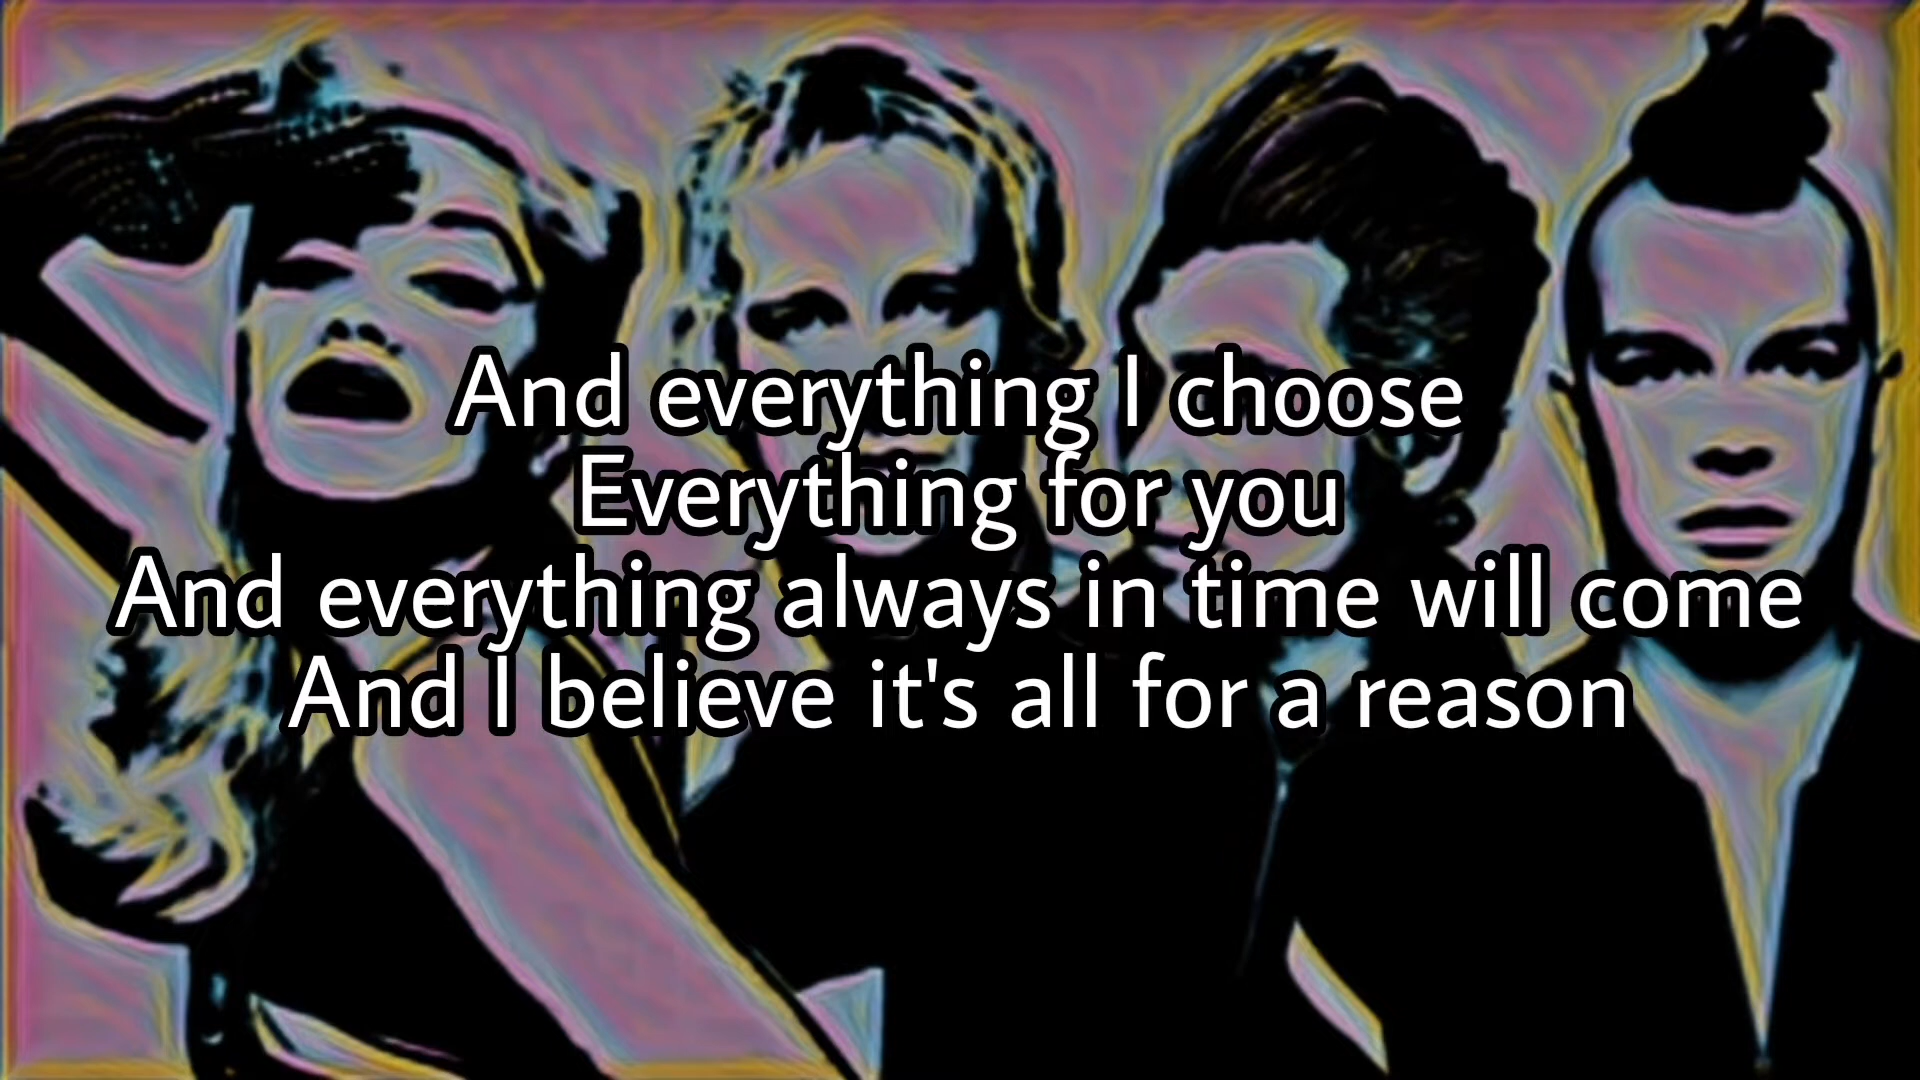 And everything I choose
Everything for you
And everything always in time will come
And I believe it's all for a reason